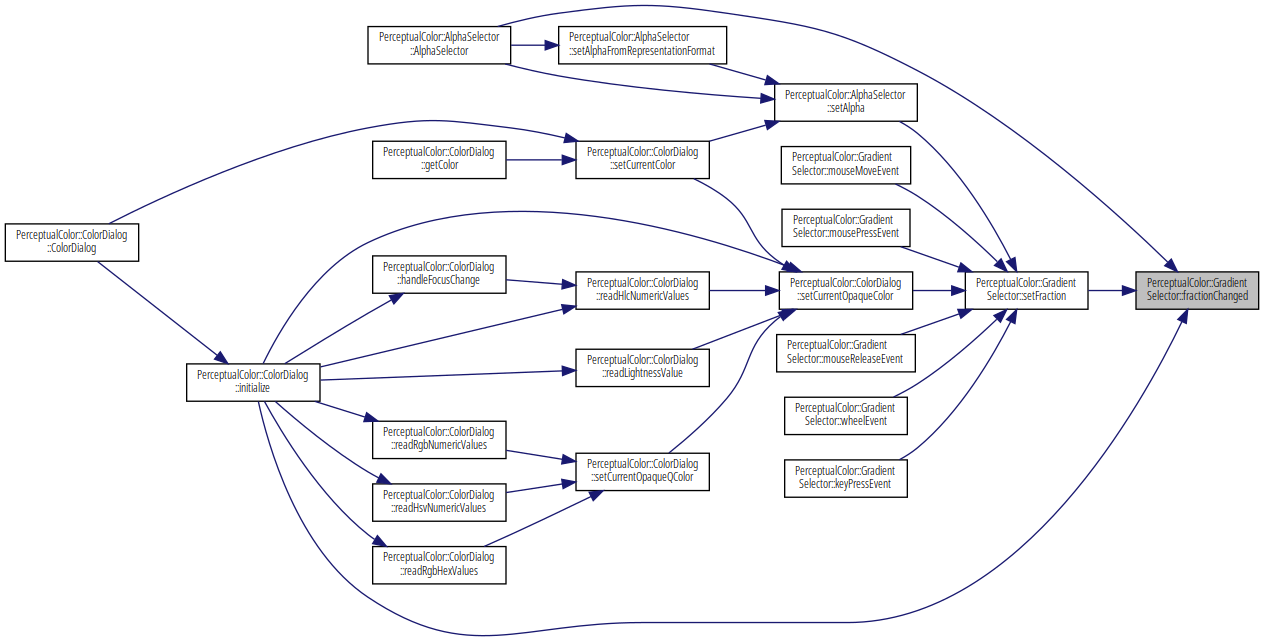 PerceptualColor::AlphaSelector
::AlphaSelector
PerceptualColor::AlphaSelector
::setAlphaFromRepresentationFormat
PerceptualColor::AlphaSelector
::setAlpha
PerceptualColor::ColorDialog
::getColor
PerceptualColor::ColorDialog
::setCurrentColor
PerceptualColor::Gradient
Selector::mouseMoveEvent
PerceptualColor::Gradient
Selector::mousePressEvent
PerceptualColor::ColorDialog
::ColorDialog
PerceptualColor::ColorDialog
::handleFocusChange
PerceptualColor::ColorDialog
::readHlcNumericValues
PerceptualColor::ColorDialog
::setCurrentOpaqueColor
PerceptualColor::Gradient
Selector::setFraction
PerceptualColor::Gradient
Selector::fractionChanged
PerceptualColor::Gradient
Selector::mouseReleaseEvent
PerceptualColor::ColorDialog
::readLightnessValue
PerceptualColor::ColorDialog
::initialize
PerceptualColor::Gradient
Selector::wheelEvent
PerceptualColor::ColorDialog
::readRgbNumericValues
PerceptualColor::ColorDialog
::setCurrentOpaqueQColor
PerceptualColor::Gradient
Selector::keyPressEvent
PerceptualColor::ColorDialog
::readHsvNumericValues
PerceptualColor::ColorDialog
::readRgbHexValues